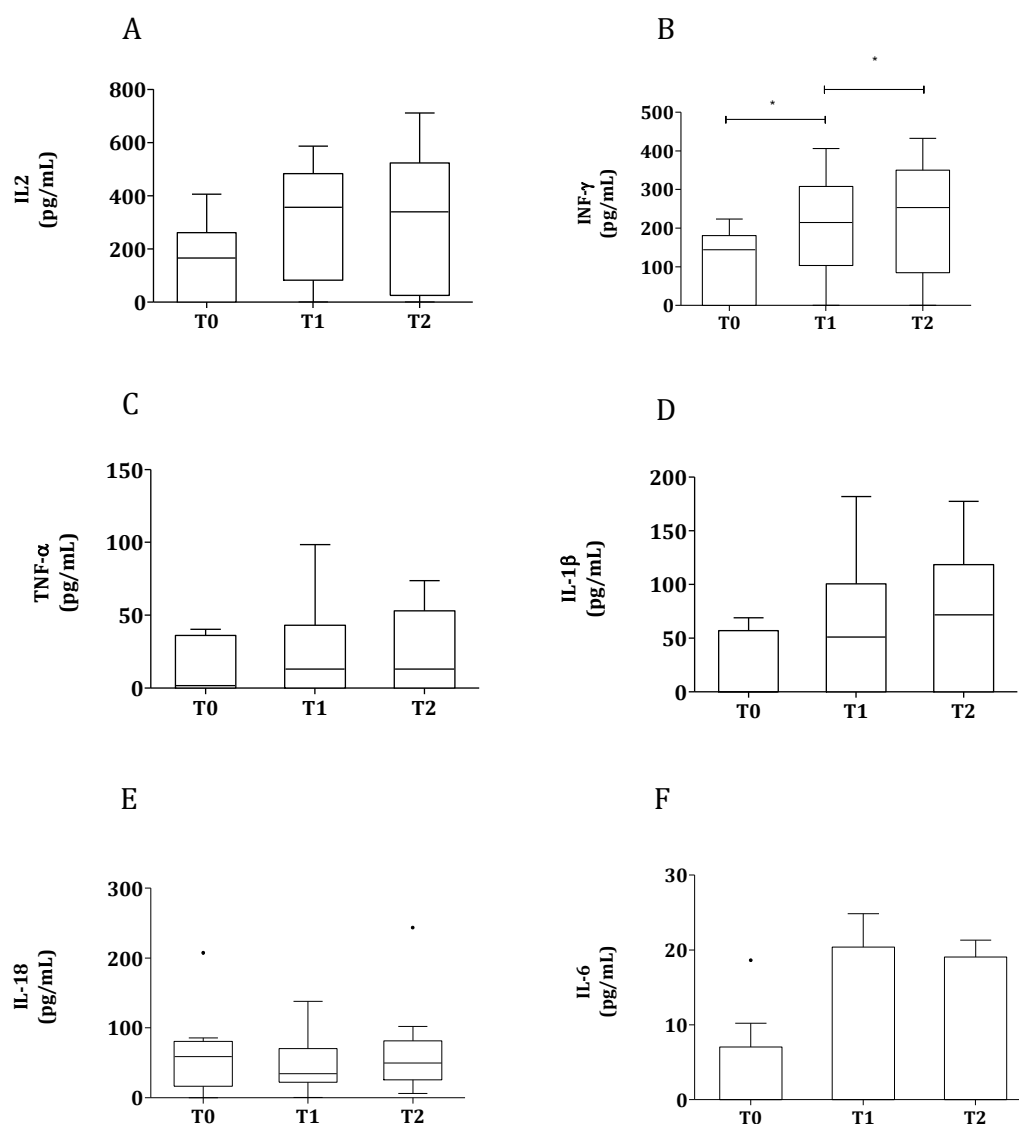 A
IL2
(pg/mL)
800
600
400
200
0
T0 T1 T2
B
*
*
INF-γ
(pg/mL)
500
400
300
200
100
0
T0 T1 T2
C
TNF-α
(pg/mL)
150
100
50
0
T0 T1 T2
D
IL-1β
(pg/mL)
200
150
100
50
0
T0 T1 T2
E
IL-18
(pg/mL)
300
200
100
0
T0 T1 T2
F
IL-6
(pg/mL)
30
20
10
0
T0 T1 T2